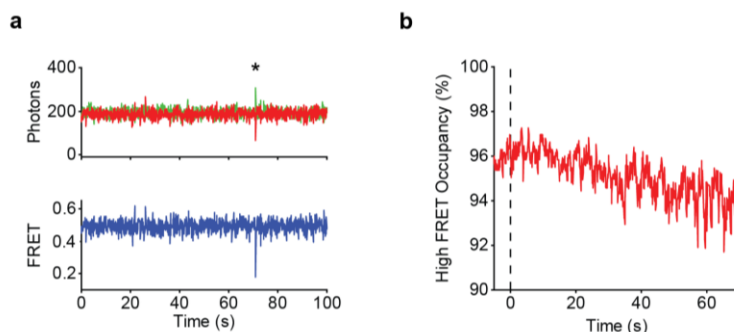 a
b
*
400
200
0
Photons
0.6
0.4
0.2
FRET
0 20 40 60 80 100
Time (s)
100
98
96
94
92
90
High FRET Occupancy (%)
0 20 40 60
Time (s)